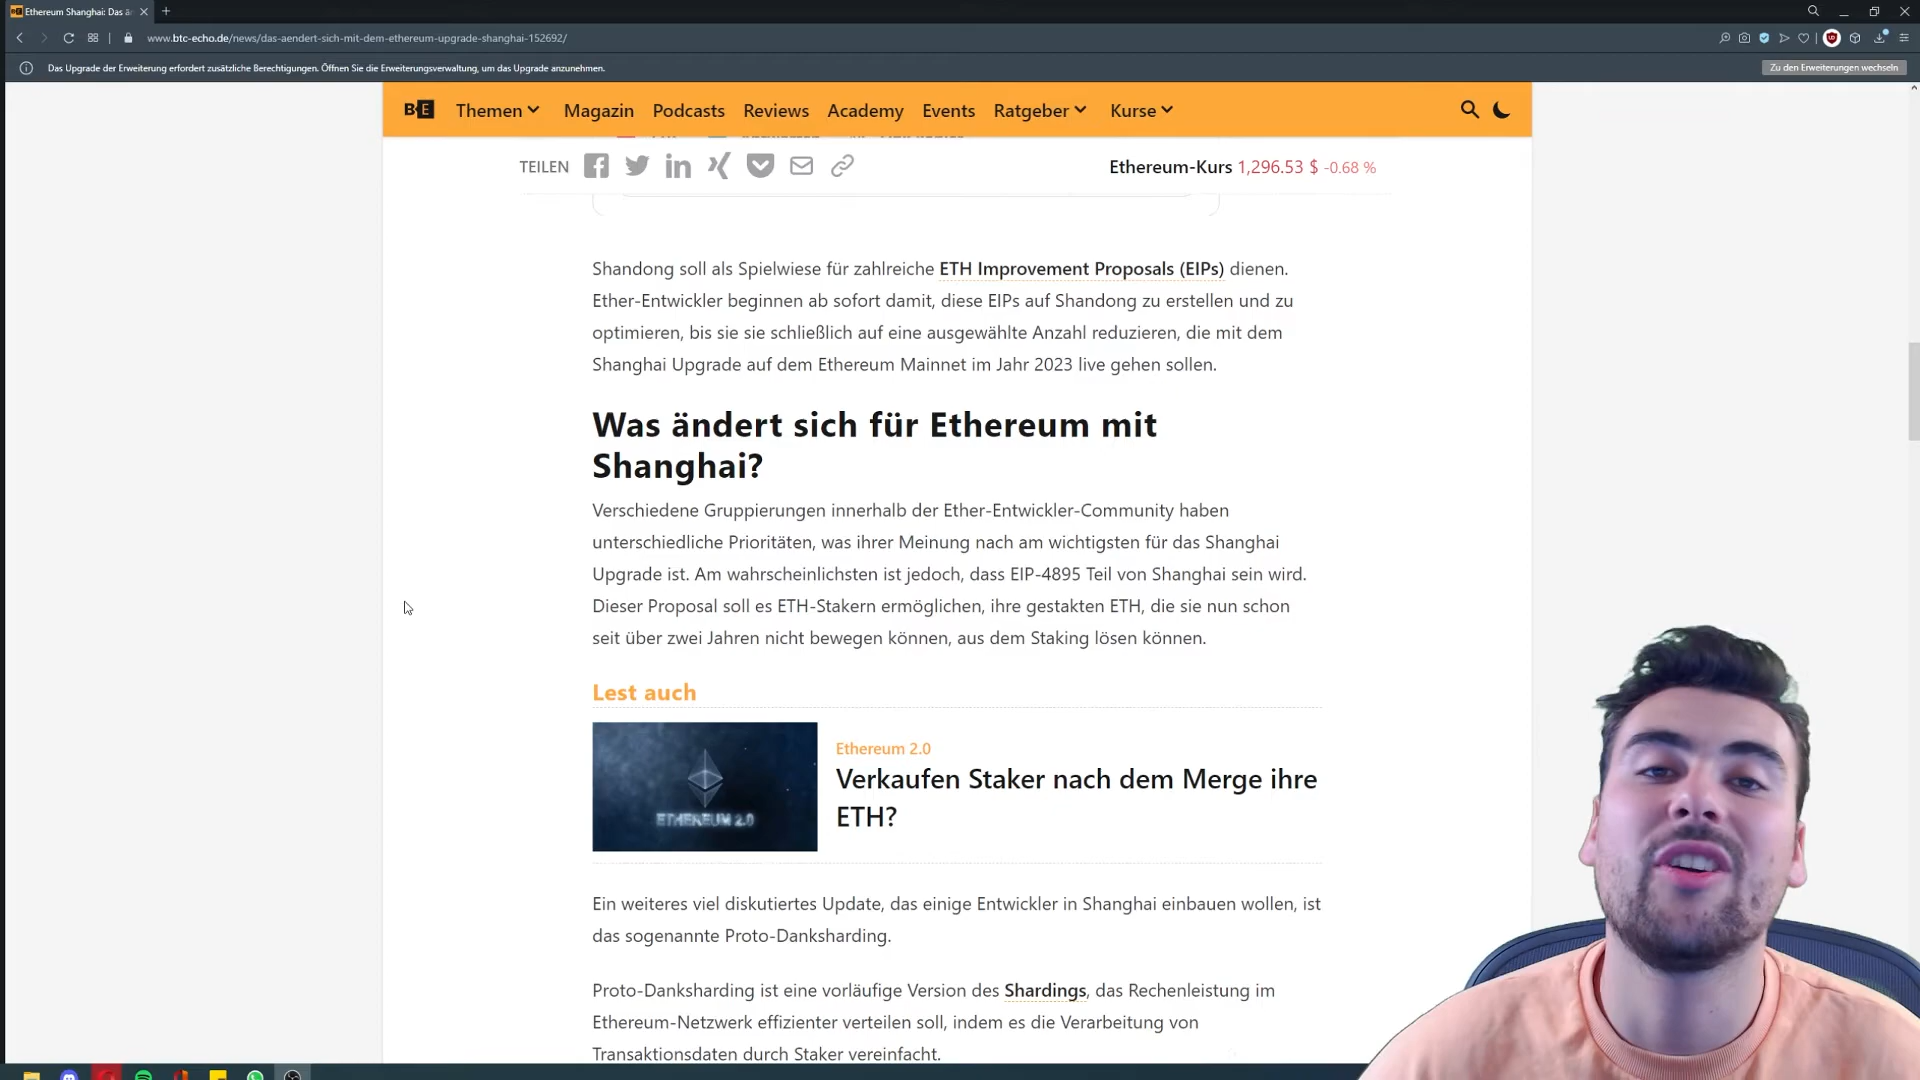 Ethereum Shanghai: Das
www.btc-echo.de/news/das-aendert-sich-mit-dem-ethereum-upgrade-shanghai-152692/
Das Upgrade der Erweiterung erfordert zusätzliche Berechtigungen. Öffnen Sie die Erweiterungsverwaltung, um das Upgrade anzunehmen.
Zu den Erweiterungen wechseln
B·E Themen Magazin Podcasts Reviews Academy Events Ratgeber Kurse
TEILEN
Ethereum-Kurs 1,296.53 $ -0.68 %
Shandong soll als Spielwiese für zahlreiche ETH Improvement Proposals (EIPs) dienen.
Ether-Entwickler beginnen ab sofort damit, diese EIPs auf Shandong zu erstellen und zu
optimieren, bis sie sie schließlich auf eine ausgewählte Anzahl reduzieren, die mit dem
Shanghai Upgrade auf dem Ethereum Mainnet im Jahr 2023 live gehen sollen.
Was ändert sich für Ethereum mit
Shanghai?
Verschiedene Gruppierungen innerhalb der Ether-Entwickler-Community haben
unterschiedliche Prioritäten, was ihrer Meinung nach am wichtigsten für das Shanghai
Upgrade ist. Am wahrscheinlichsten ist jedoch, dass EIP-4895 Teil von Shanghai sein wird.
Dieser Proposal soll es ETH-Stakern ermöglichen, ihre gestakten ETH, die sie nun schon
seit über zwei Jahren nicht bewegen können, aus dem Staking lösen können.
Lest auch
ETHEREUM 2.0
Ethereum 2.0
Verkaufen Staker nach dem Merge ihre
ETH?
Ein weiteres viel diskutiertes Update, das einige Entwickler in Shanghai einbauen wollen, ist
das sogenannte Proto-Danksharding.
Proto-Danksharding ist eine vorläufige Version des Shardings, das Rechenleistung im
Ethereum-Netzwerk effizienter verteilen soll, indem es die Verarbeitung von
Transaktionsdaten durch Staker vereinfacht.